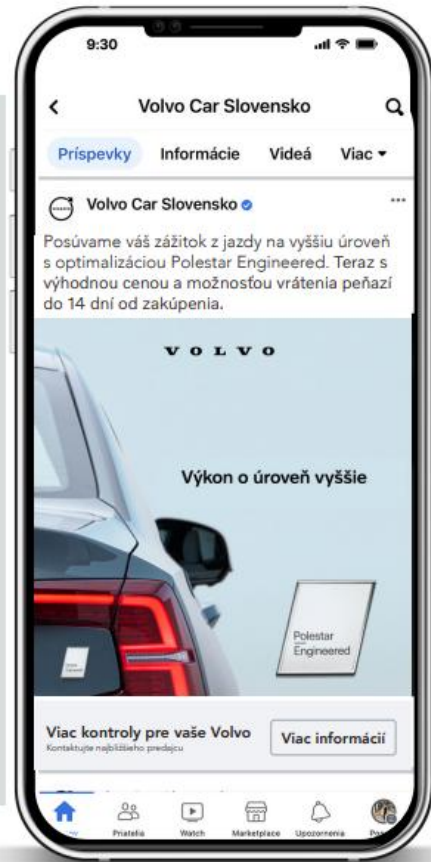 9:30
Volvo Car Slovensko
Príspevky Informácie Videá Viac
Volvo Car Slovensko
Posúvame váš zážitok z jazdy na vyššiu úroveň
s optimalizáciou Polestar Engineered. Teraz s
výhodnou cenou a možnosťou vrátenia peňazí
do 14 dní od zakúpenia.
VOLVO
Výkon o úroveň vyššie
Polestar
Engineered
Viac kontroly pre vaše Volvo
Kontaktujte najbližšieho predajcu
Viac informácií
Priatelia Watch Marketplace Upozornenia